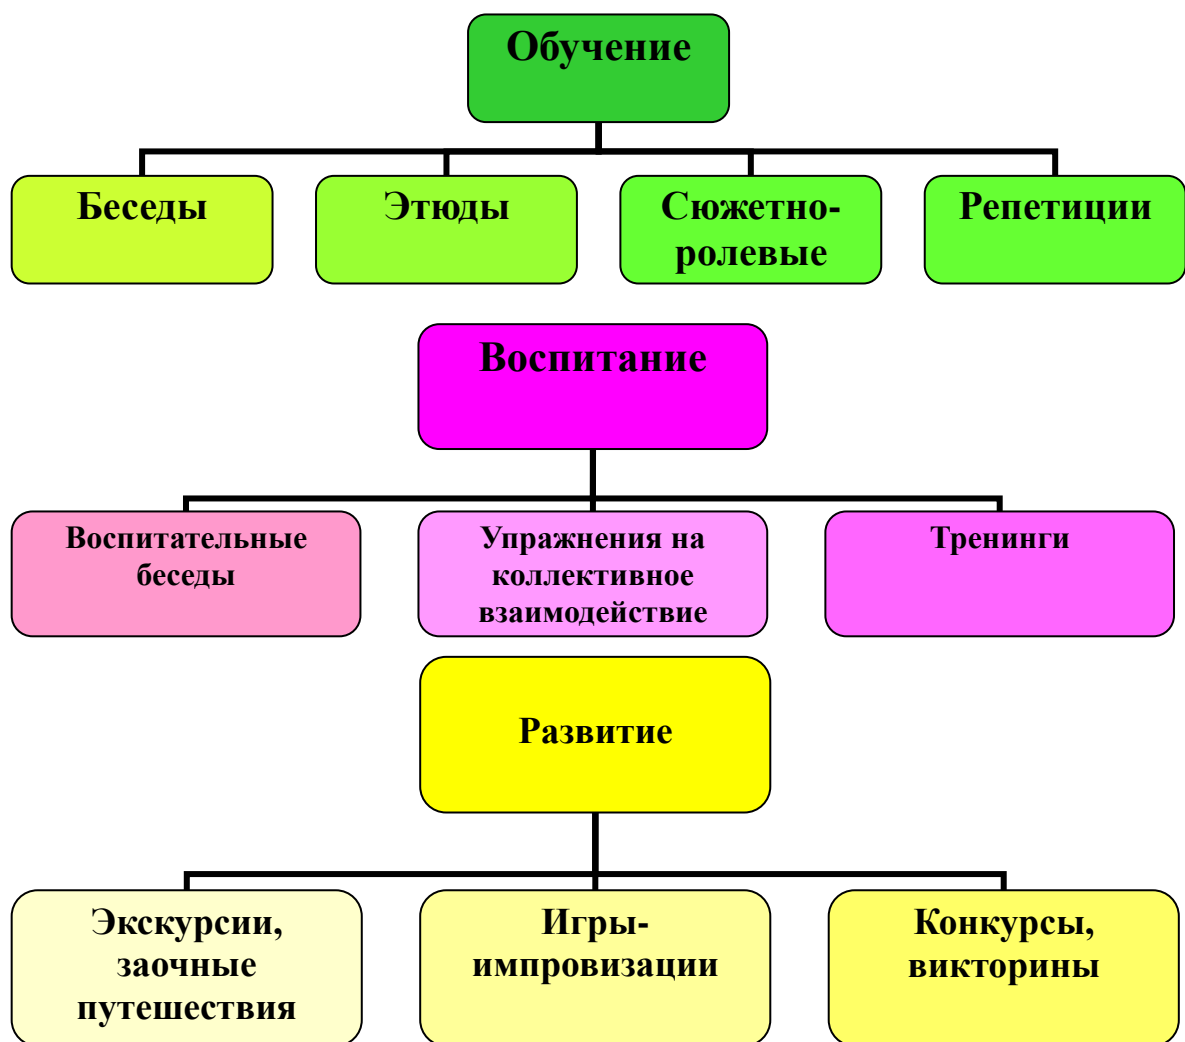 Обучение
Беседы
Этюды
Сюжетно-
ролевые
Репетиции
Воспитание
Воспитательные
беседы
Упражнения на
коллективное
взаимодействие
Тренинги
Развитие
Экскурсии,
заочные
путешествия
Игры-
импровизации
Конкурсы,
викторины